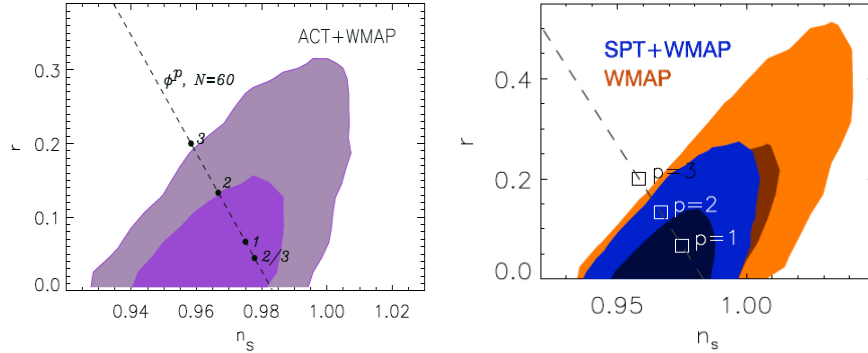 ACT+WMAP
ϕ^p, N=60
3
2
1
2/3
r
0.3
0.2
0.1
0.0
0.94
0.96
0.98
1.00
1.02
n_s
SPT+WMAP
WMAP
p=3
p=2
p=1
r
0.4
0.2
0.0
0.95
1.00
n_s